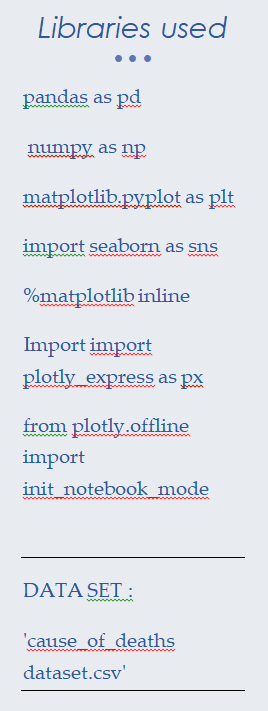 Libraries used
pandas as pd
numpy as np
matplotlib.pyplot as plt
import seaborn as sns
%matplotlib inline
Import import
plotly_express as px
from plotly.offline
import
init_notebook_mode
DATA SET :
'cause_of_deaths
dataset.csv'